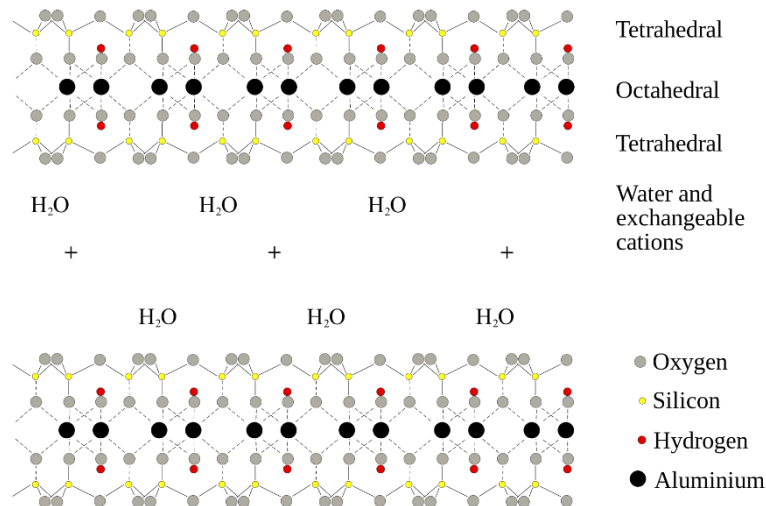 Tetrahedral
Octahedral
Tetrahedral
H₂O H₂O H₂O
Water and
exchangeable
cations
+ + +
H₂O H₂O H₂O
Oxygen
Silicon
Hydrogen
Aluminium